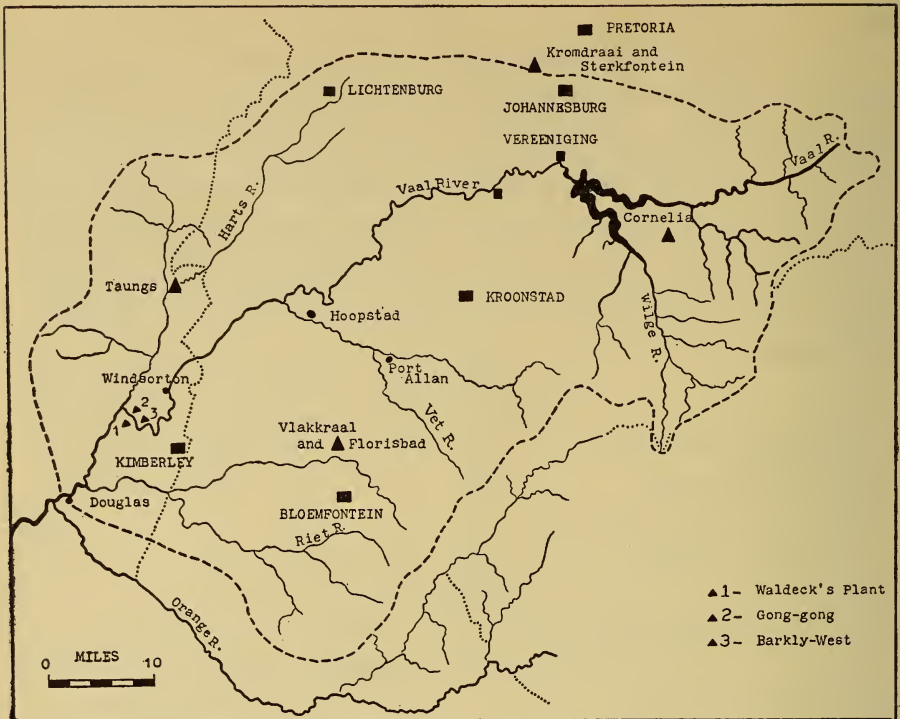 PRETORIA
Kromdraai and
Sterkfontein
LICHTENBURG
JOHANNESBURG
VEREENIGING
Vaal R.
Vaal River
Harts R.
Cornelia
Taungs
KROONSTAD
Hoopstad
Wilge R.
Port
Allan
Windsorton
2
3
1
Vet R.
Vlakkraal
and Florisbad
KIMBERLEY
Douglas
BLOEMFONTEIN
Riet R.
Orange R.
1- Waldeck's Plant
2- Gong-gong
3- Barkly-West
MILES
0 10